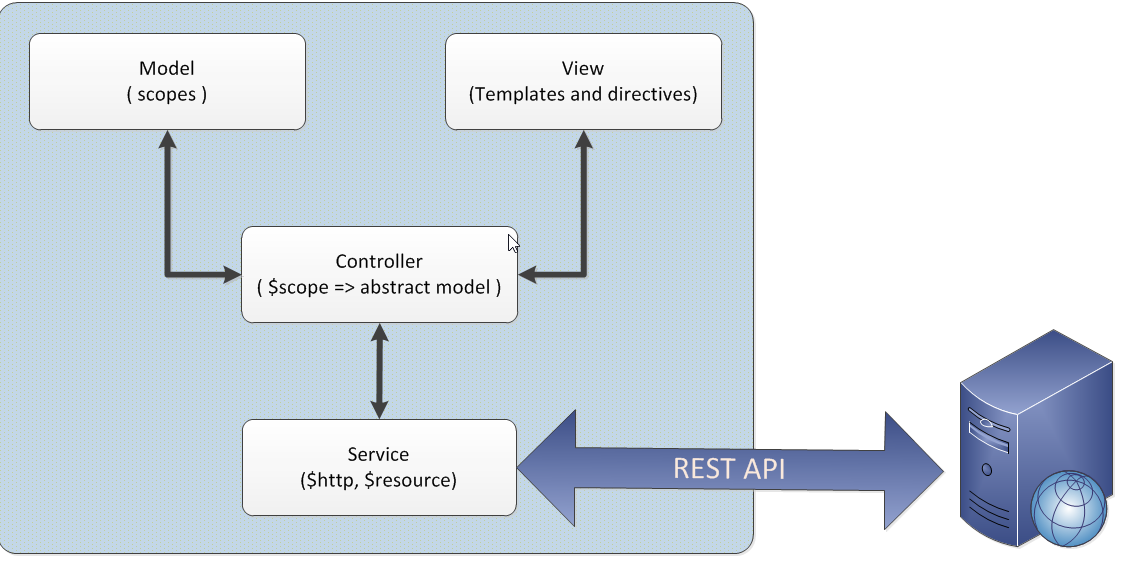 Model
( scopes )
View
(Templates and directives)
Controller
( $scope => abstract model )
Service
($http, $resource)
REST API